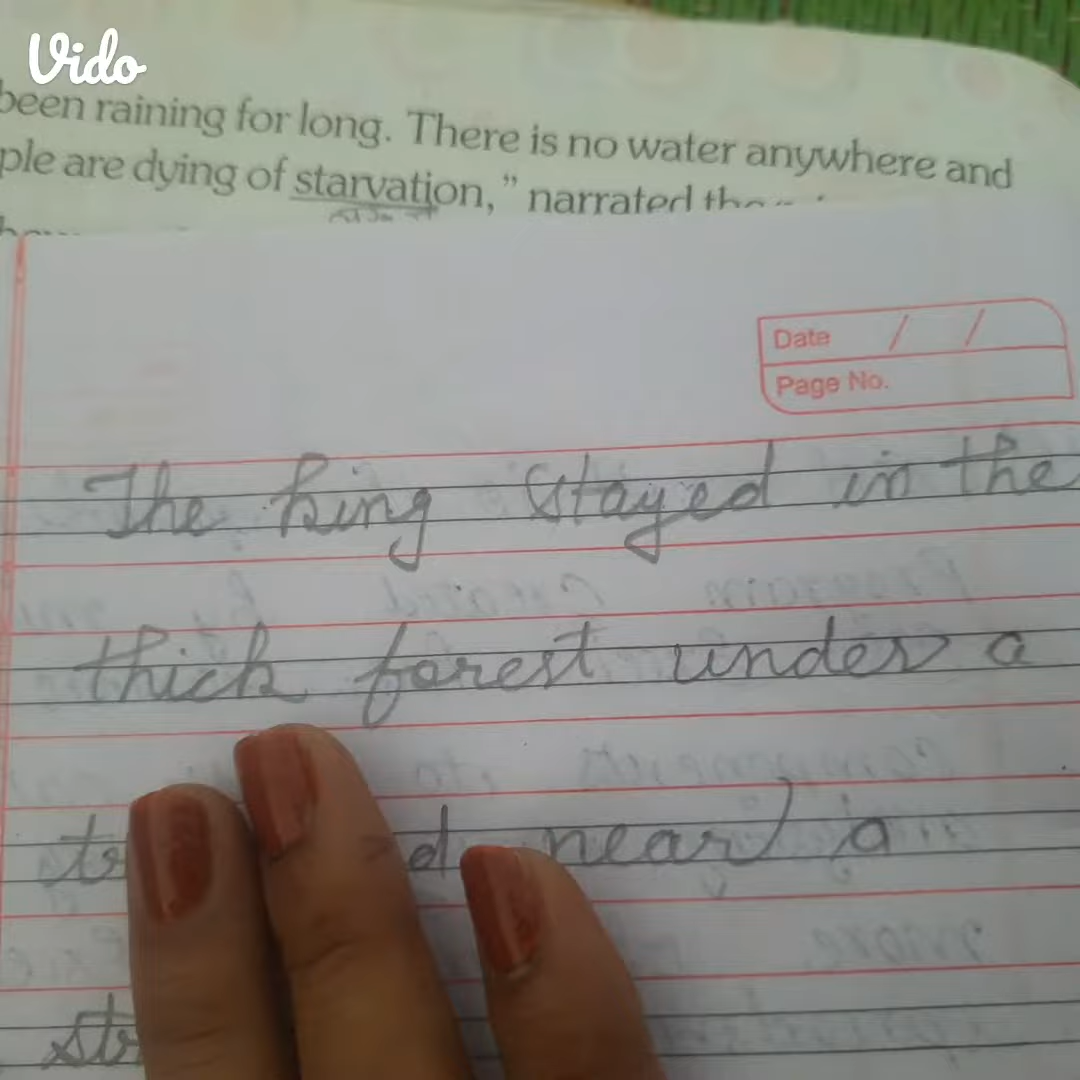 Vido
been raining for long. There is no water anywhere and
ple are dying of starvation," narrated the
Date / /
Page No.
The king stayed in the
thick forest under a
near a